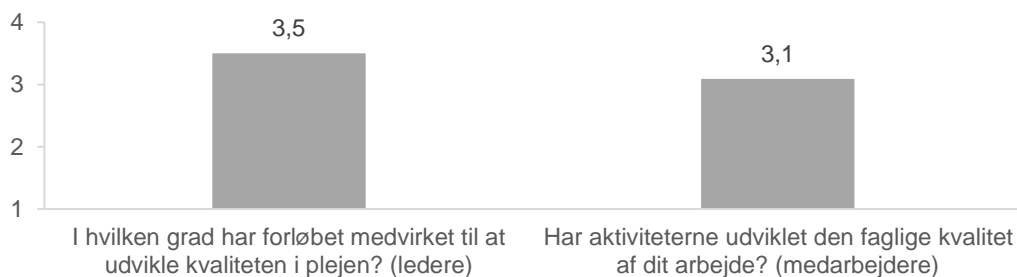 4
3,5
3,1
3
2
1
I hvilken grad har forløbet medvirket til at
udvikle kvaliteten i plejen? (ledere)
Har aktiviteterne udviklet den faglige kvalitet
af dit arbejde? (medarbejdere)